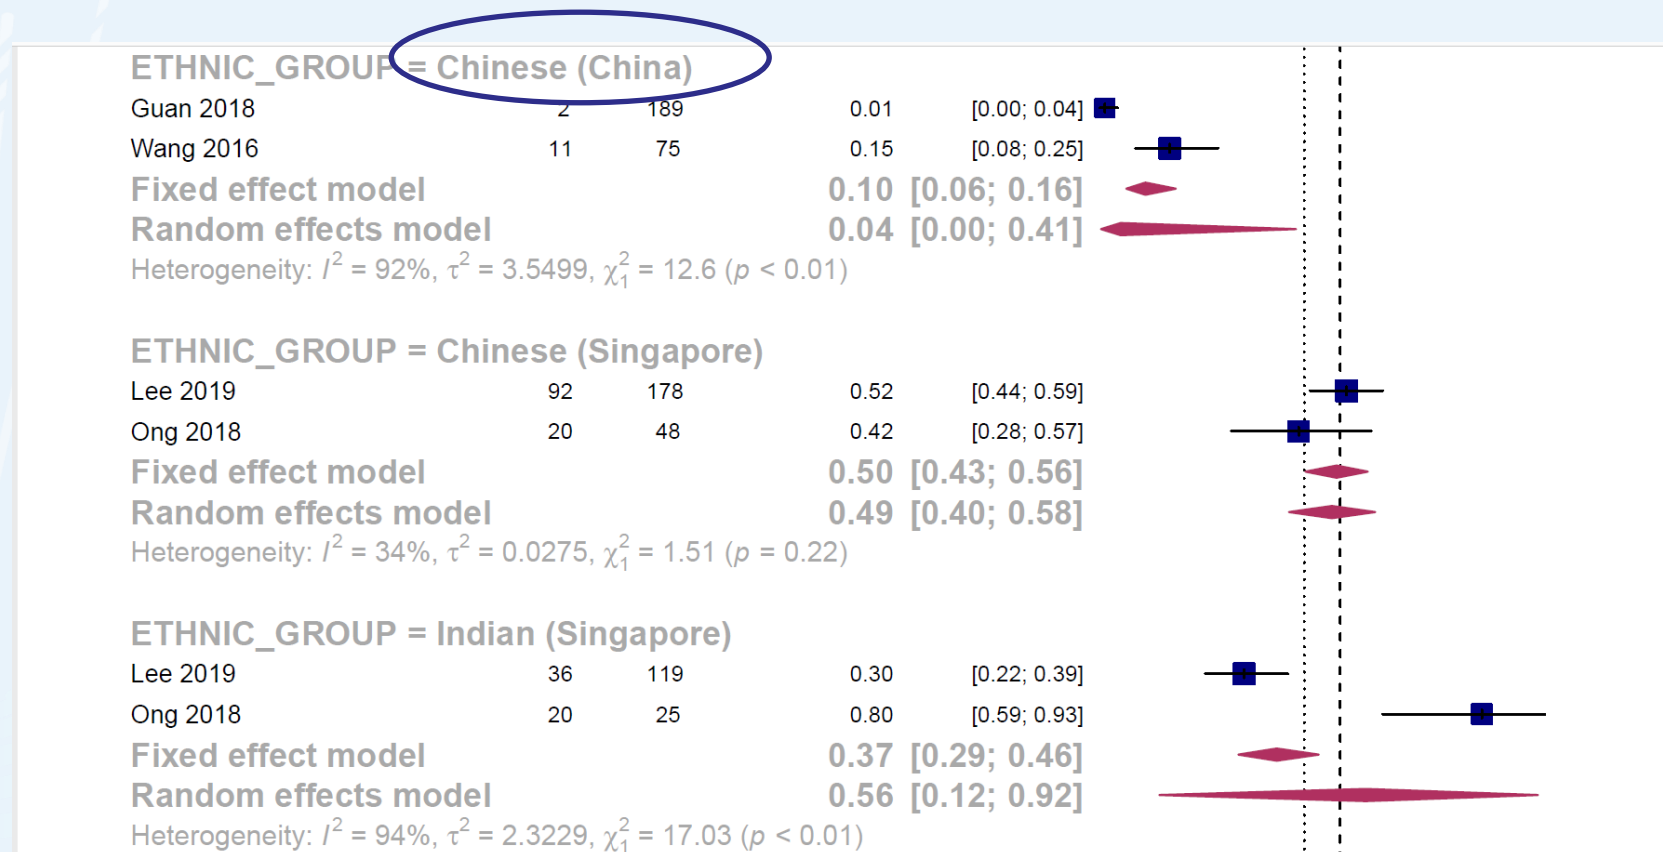 ETHNIC_GROUP = Chinese (China)
Guan 2018 2 189 0.01 [0.00; 0.04]
Wang 2016 11 75 0.15 [0.08; 0.25]
Fixed effect model 0.10 [0.06; 0.16]
Random effects model 0.04 [0.00; 0.41]
Heterogeneity: I² = 92%, τ² = 3.5499, χ₁² = 12.6 (p < 0.01)
ETHNIC_GROUP = Chinese (Singapore)
Lee 2019 92 178 0.52 [0.44; 0.59]
Ong 2018 20 48 0.42 [0.28; 0.57]
Fixed effect model 0.50 [0.43; 0.56]
Random effects model 0.49 [0.40; 0.58]
Heterogeneity: I² = 34%, τ² = 0.0275, χ₁² = 1.51 (p = 0.22)
ETHNIC_GROUP = Indian (Singapore)
Lee 2019 36 119 0.30 [0.22; 0.39]
Ong 2018 20 25 0.80 [0.59; 0.93]
Fixed effect model 0.37 [0.29; 0.46]
Random effects model 0.56 [0.12; 0.92]
Heterogeneity: I² = 94%, τ² = 2.3229, χ₁² = 17.03 (p < 0.01)